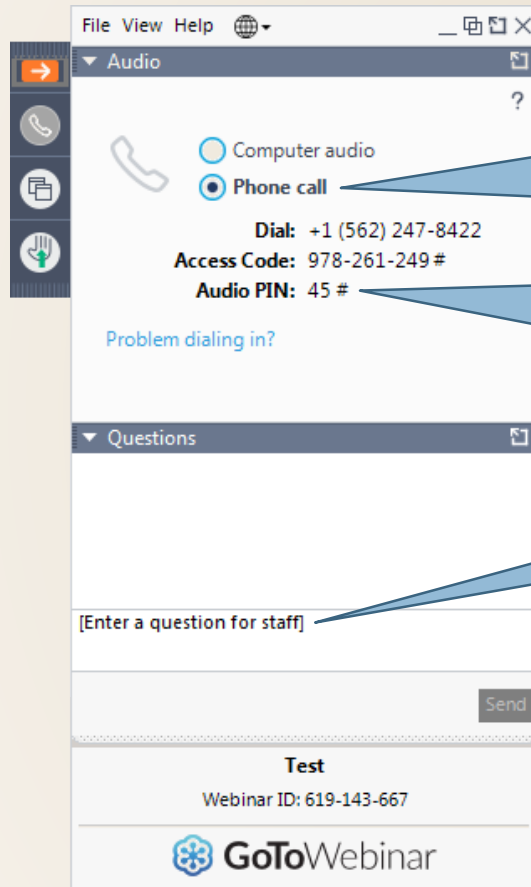 File View Help
Audio
?
Computer audio
Phone call
Dial: +1 (562) 247-8422
Access Code: 978-261-249 #
Audio PIN: 45 #
Problem dialing in?
Questions
[Enter a question for staff]
Send
Test
Webinar ID: 619-143-667
GoToWebinar